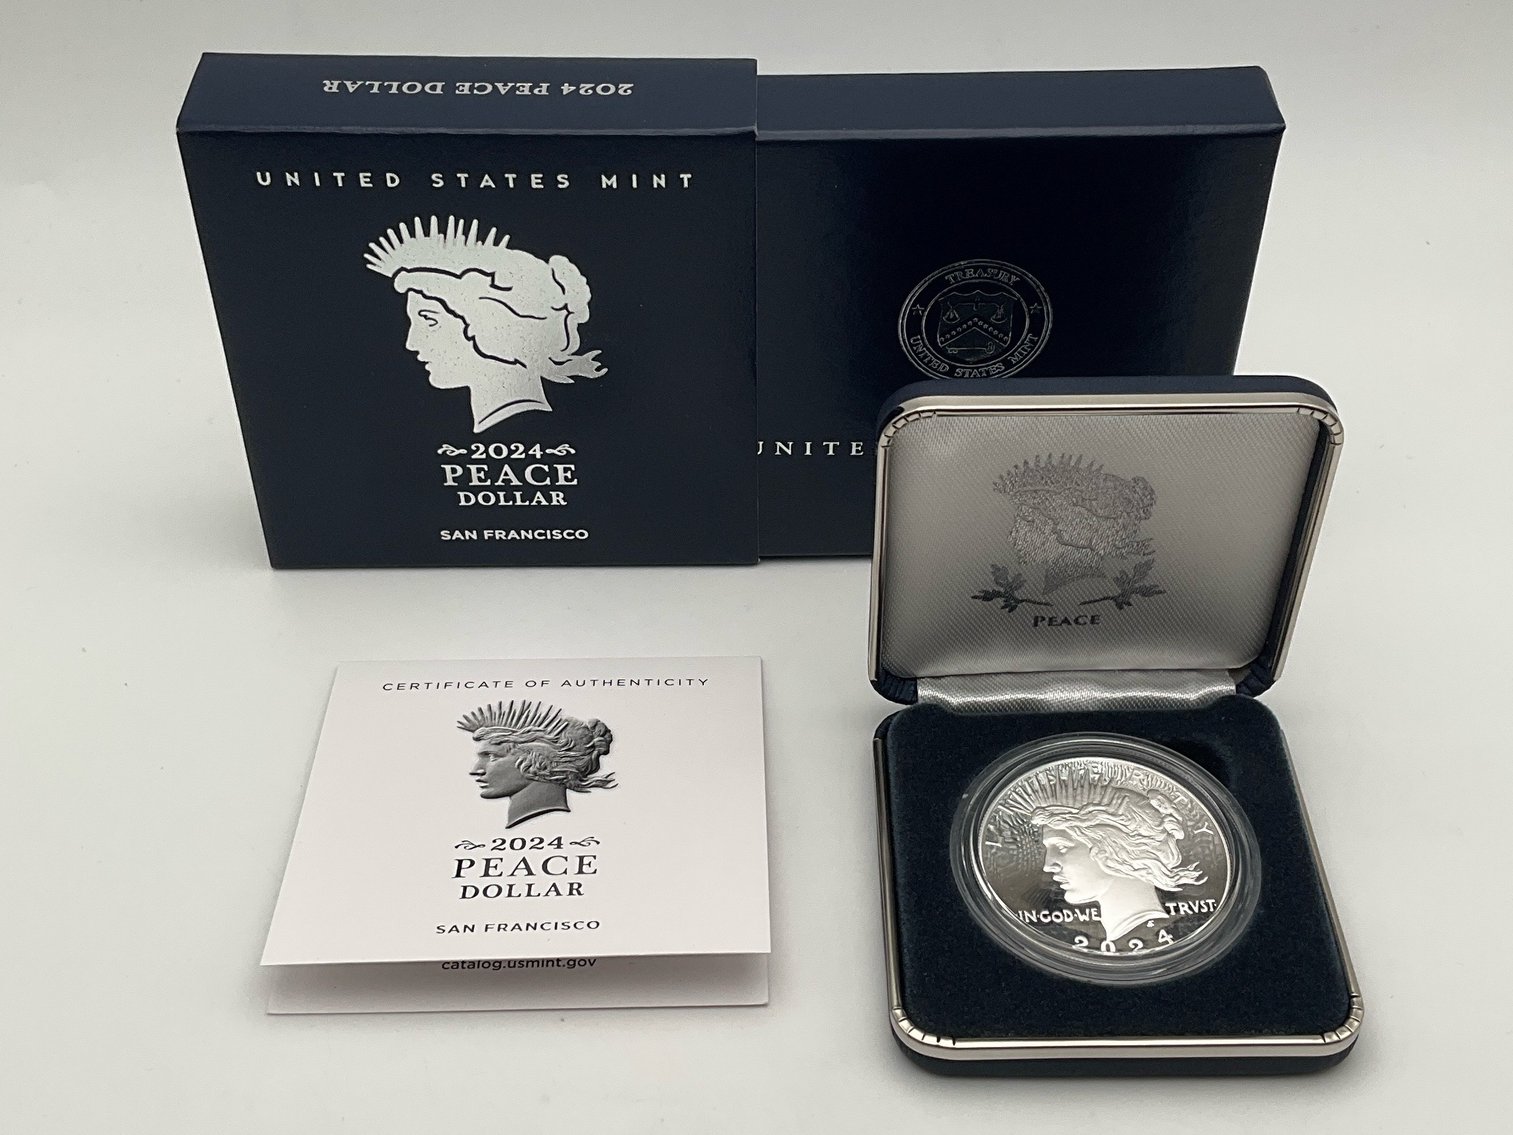 2024 PEACE DOLLAR
UNITED STATES MINT
2024
PEACE
DOLLAR
SAN FRANCISCO
TREASURY
UNITED STATES MINT
UNITE
PEACE
CERTIFICATE OF AUTHENTICITY
2024
PEACE
DOLLAR
SAN FRANCISCO
catalog.usmint.gov
IN·GOD·WE TRVST·
2024